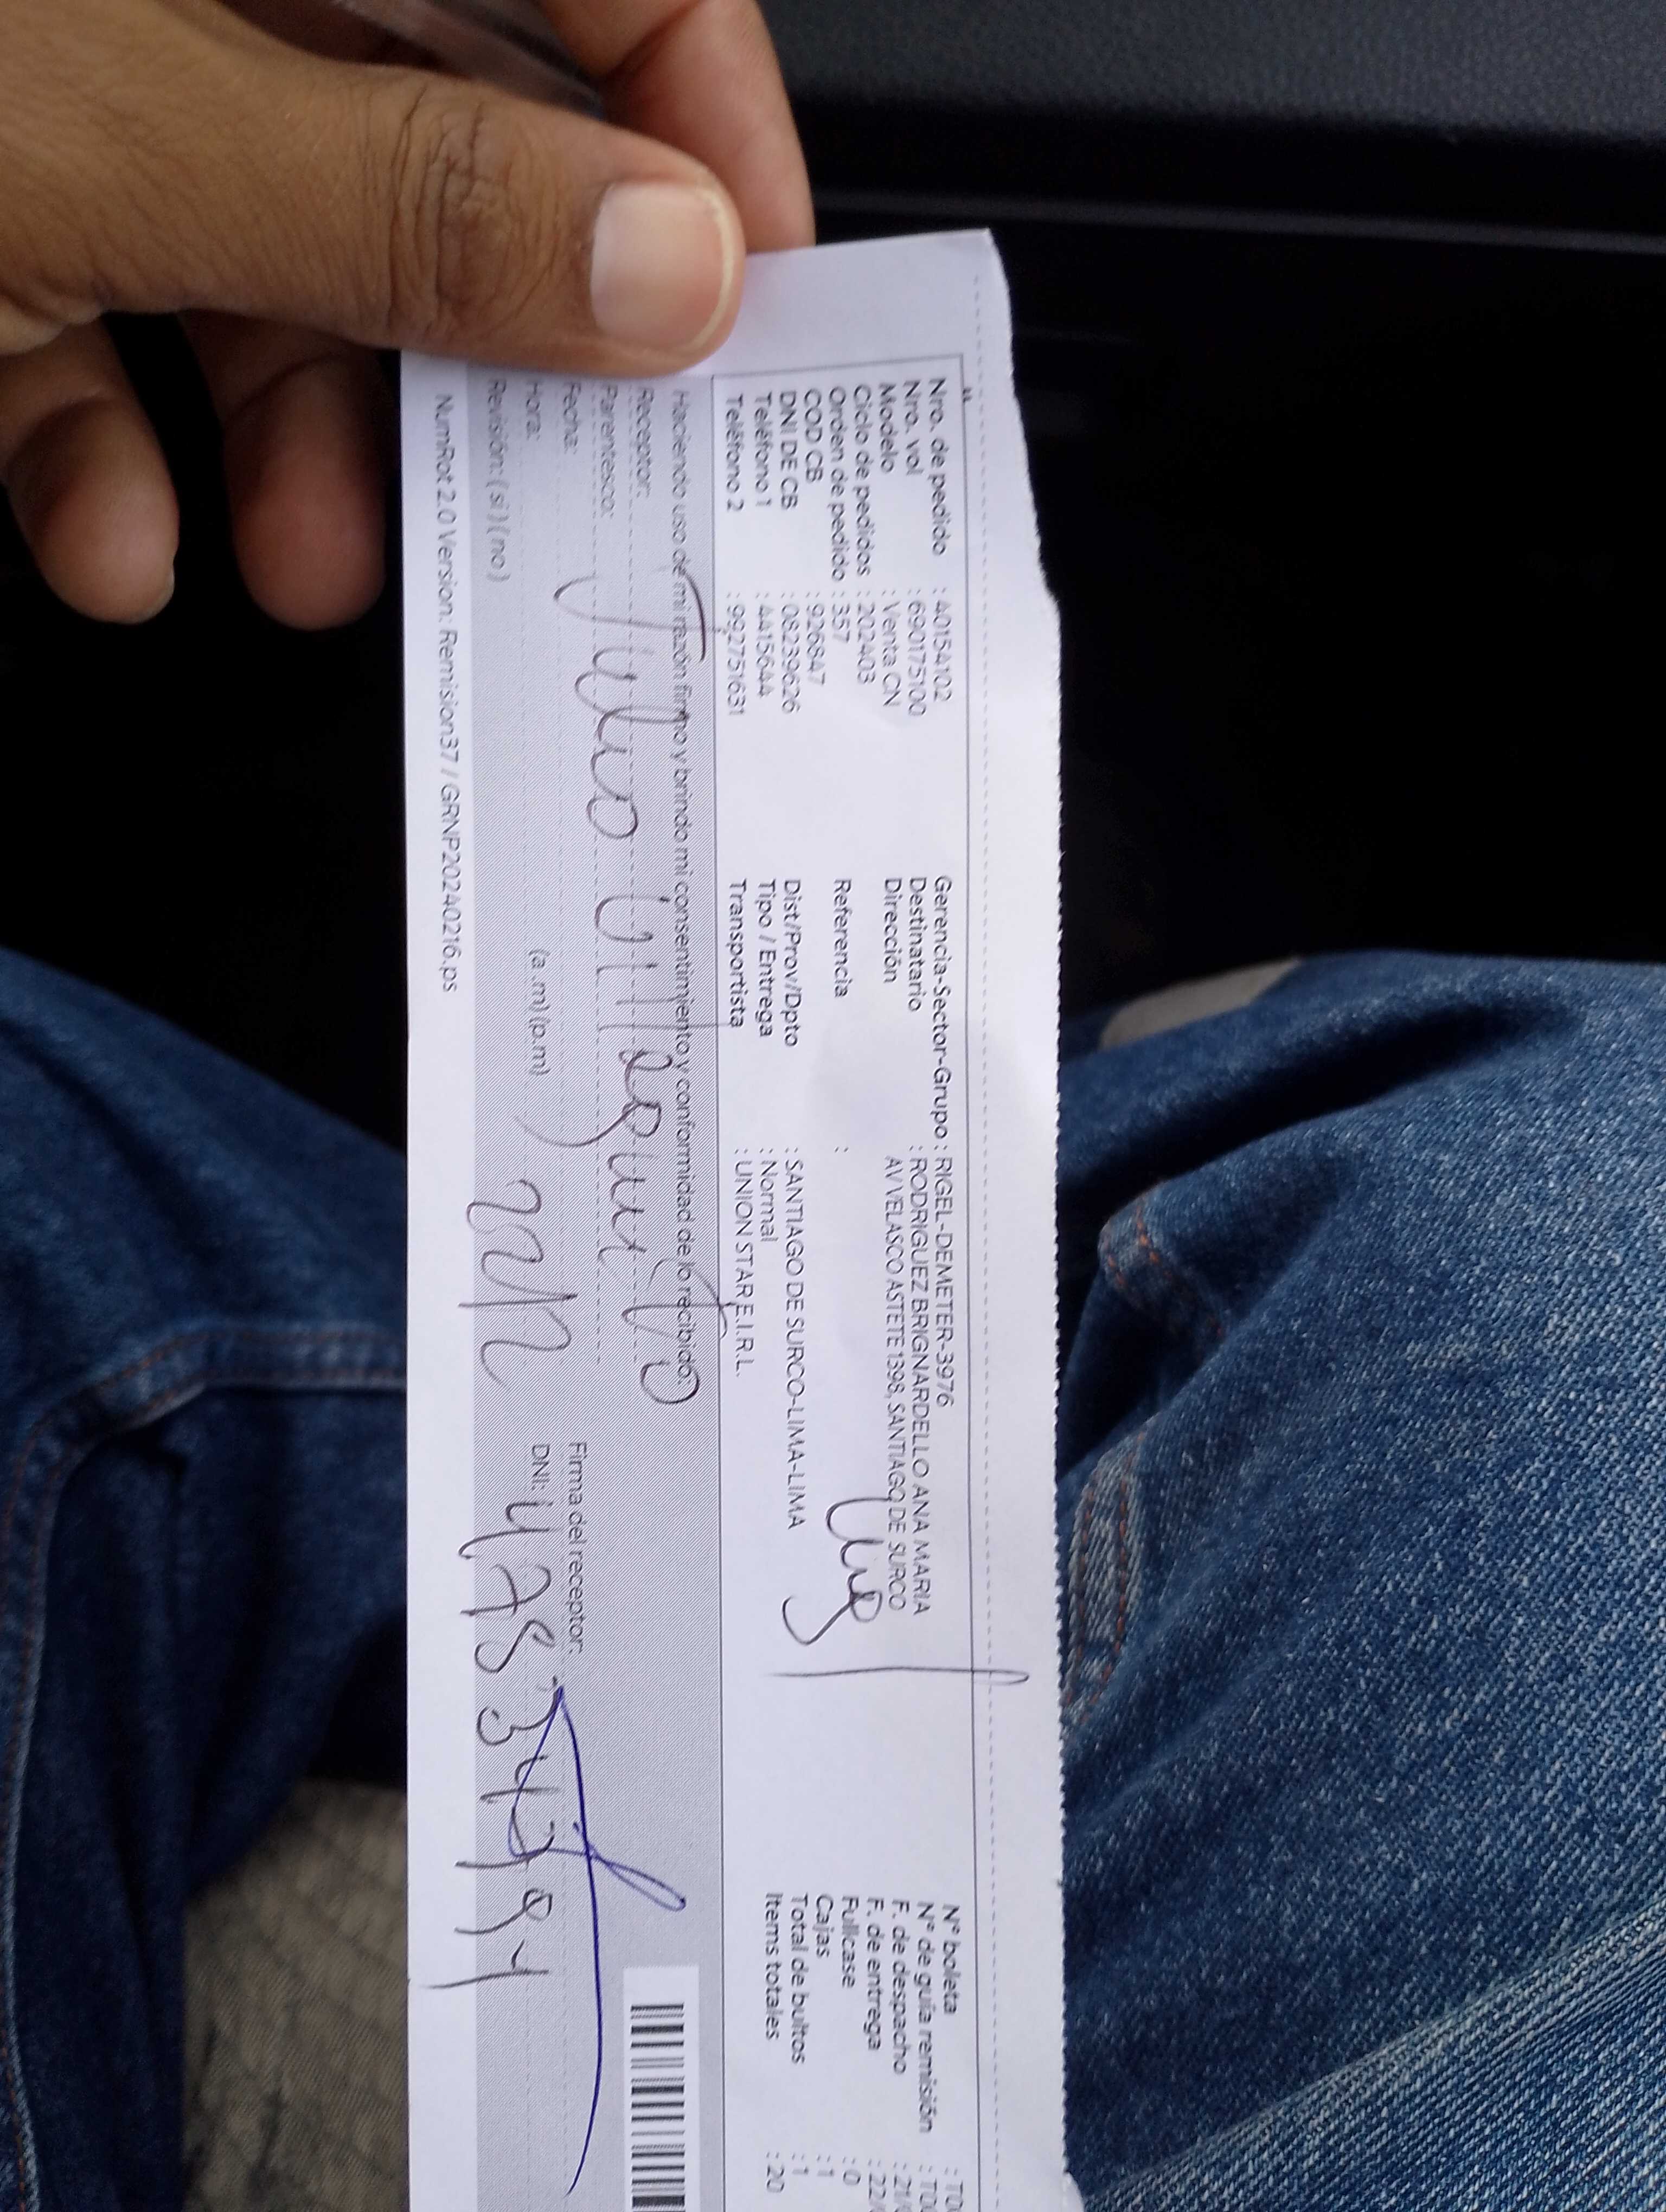 Nro. de pedido : 40154102
Nro. vol : 690175100
Modelo : Venta CN
Ciclo de pedidos : 202403
Orden de pedido : 357
COD CB : 926847
DNI DE CB : 08239626
Teléfono 1 : 4415644
Teléfono 2 : 992751631
Gerencia-Sector-Grupo : RIGEL-DEMETER-3976
Destinatario : RODRIGUEZ BRIGNARDELLO ANA MARIA
Dirección AV VELASCO ASTETE 1398, SANTIAGO DE SURCO
Referencia :
Dist/Prov/Dpto : SANTIAGO DE SURCO-LIMA-LIMA
Tipo / Entrega : Normal
Transportista : UNION STAR E.I.R.L.
N° boleta
N° de guía remisión
F. de despacho
F. de entrega
Fullcase : 0
Cajas : 1
Total de bultos : 1
Items totales : 20
Haciendo uso de mi razón firmo y brindo mi consentimiento y conformidad de lo recibido:
Receptor:
Parentesco: Julio
Fecha:
Hora: (a.m) (p.m)
Revisión: ( si ) ( no )
Firma del receptor:
DNI:
NumRot 2.0 Version: Remision37 / GRNP20240216.ps